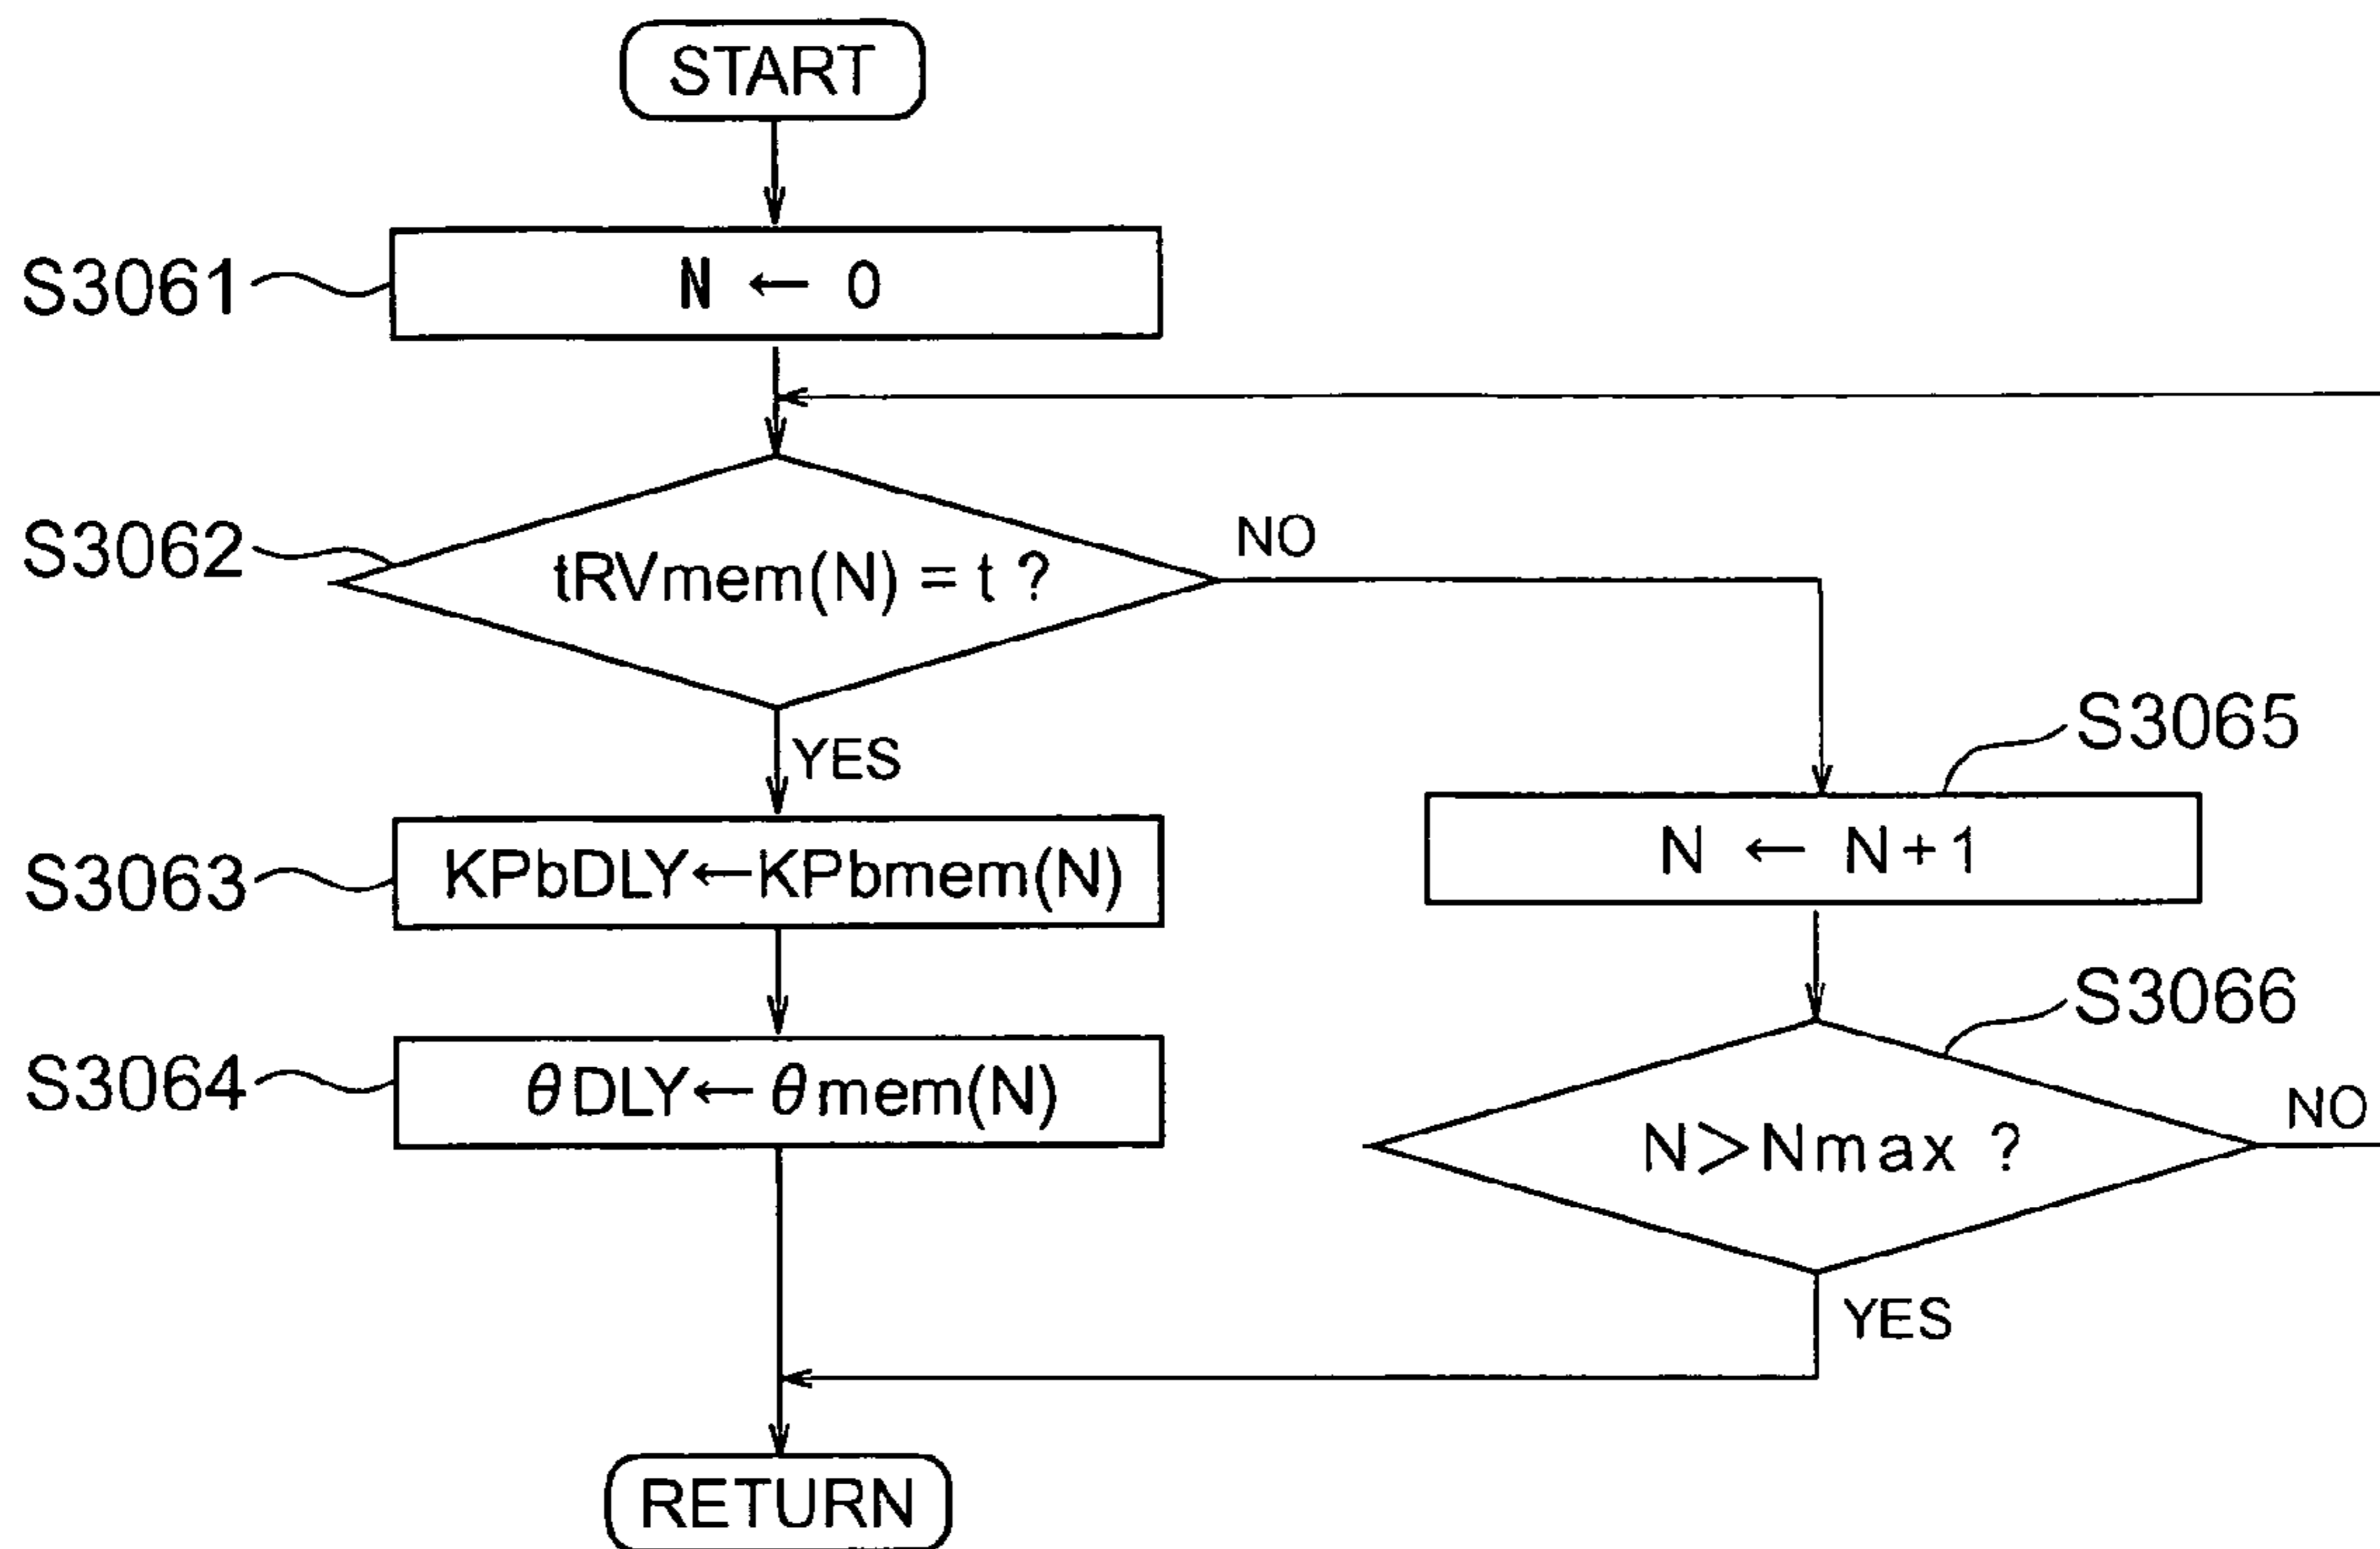 START
S3061
N ← 0
S3062
tRVmem(N) = t ?
NO
YES
S3065
N ← N+1
S3063
KPbDLY←KPbmem(N)
S3066
N>Nmax ?
NO
S3064
θDLY←θmem(N)
YES
RETURN